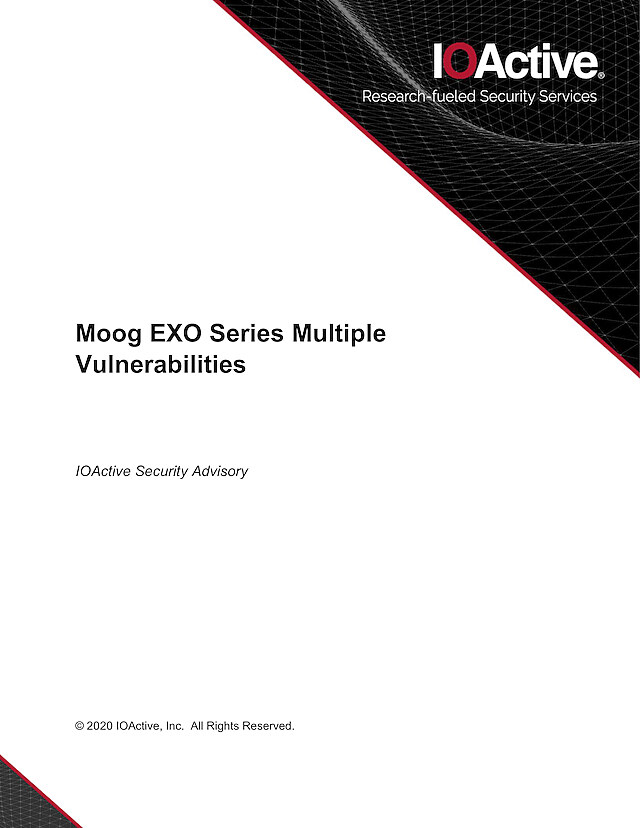 IOActive®
Research-fueled Security Services
Moog EXO Series Multiple
Vulnerabilities
IOActive Security Advisory
© 2020 IOActive, Inc. All Rights Reserved.